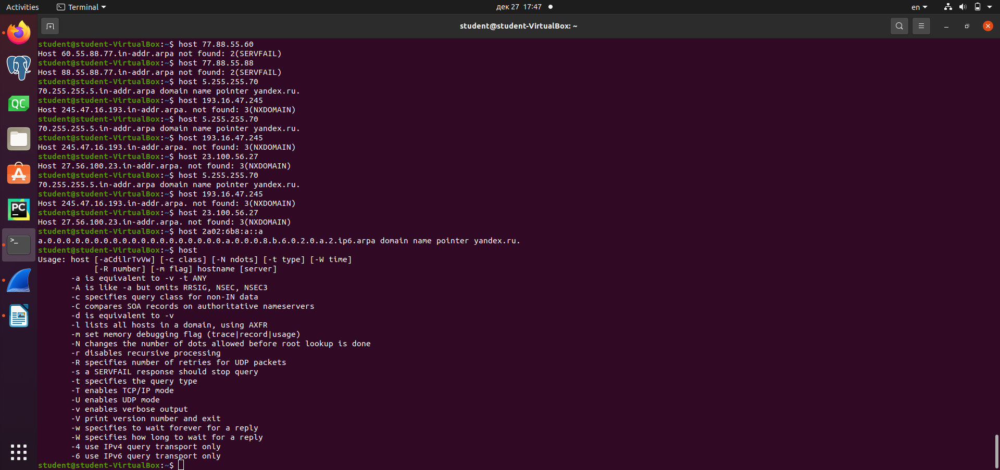 Activities
Terminal
дек 27 17:47
en
student@student-VirtualBox: ~
student@student-VirtualBox:~$ host 77.88.55.60
Host 60.55.88.77.in-addr.arpa not found: 2(SERVFAIL)
student@student-VirtualBox:~$ host 77.88.55.88
Host 88.55.88.77.in-addr.arpa not found: 2(SERVFAIL)
student@student-VirtualBox:~$ host 5.255.255.70
70.255.255.5.in-addr.arpa domain name pointer yandex.ru.
student@student-VirtualBox:~$ host 193.16.47.245
Host 245.47.16.193.in-addr.arpa. not found: 3(NXDOMAIN)
student@student-VirtualBox:~$ host 5.255.255.70
70.255.255.5.in-addr.arpa domain name pointer yandex.ru.
student@student-VirtualBox:~$ host 193.16.47.245
Host 245.47.16.193.in-addr.arpa. not found: 3(NXDOMAIN)
student@student-VirtualBox:~$ host 23.100.56.27
Host 27.56.100.23.in-addr.arpa. not found: 3(NXDOMAIN)
student@student-VirtualBox:~$ host 5.255.255.70
70.255.255.5.in-addr.arpa domain name pointer yandex.ru.
student@student-VirtualBox:~$ host 193.16.47.245
Host 245.47.16.193.in-addr.arpa. not found: 3(NXDOMAIN)
student@student-VirtualBox:~$ host 23.100.56.27
Host 27.56.100.23.in-addr.arpa. not found: 3(NXDOMAIN)
student@student-VirtualBox:~$ host 2a02:6b8:a::a
a.0.0.0.0.0.0.0.0.0.0.0.0.0.0.0.0.0.0.0.a.0.0.0.8.b.6.0.2.0.a.2.ip6.arpa domain name pointer yandex.ru.
student@student-VirtualBox:~$ host
Usage: host [-aCdilrTvVw] [-c class] [-N ndots] [-t type] [-W time]
            [-R number] [-m flag] hostname [server]
       -a is equivalent to -v -t ANY
       -A is like -a but omits RRSIG, NSEC, NSEC3
       -c specifies query class for non-IN data
       -C compares SOA records on authoritative nameservers
       -d is equivalent to -v
       -l lists all hosts in a domain, using AXFR
       -m set memory debugging flag (trace|record|usage)
       -N changes the number of dots allowed before root lookup is done
       -r disables recursive processing
       -R specifies number of retries for UDP packets
       -s a SERVFAIL response should stop query
       -t specifies the query type
       -T enables TCP/IP mode
       -U enables UDP mode
       -v enables verbose output
       -V print version number and exit
       -w specifies to wait forever for a reply
       -W specifies how long to wait for a reply
       -4 use IPv4 query transport only
       -6 use IPv6 query transport only
student@student-VirtualBox:~$
QC
PC